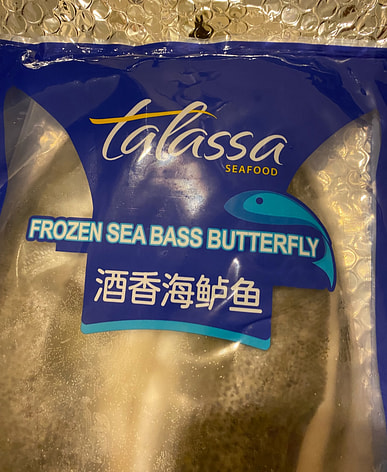 talassa
SEAFOOD
FROZEN SEA BASS BUTTERFLY
酒香海鲈鱼